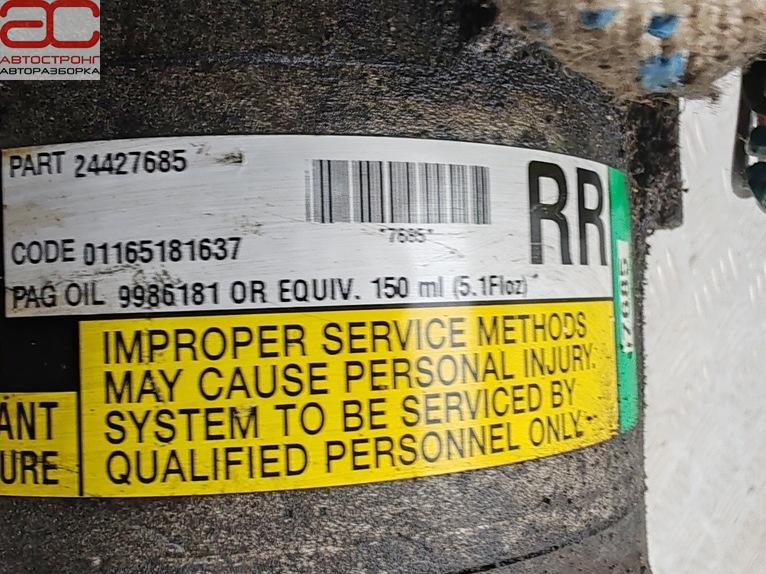 АС
АВТОСТРОНГ
АВТОРАЗБОРКА
PART 24427685
*7685*
RR
CODE 01165181637
PAG OIL 9986181 OR EQUIV. 150 ml (5.1Floz)
7685
IMPROPER SERVICE METHODS
MAY CAUSE PERSONAL INJURY.
SYSTEM TO BE SERVICED BY
QUALIFIED PERSONNEL ONLY.
ANT
URE